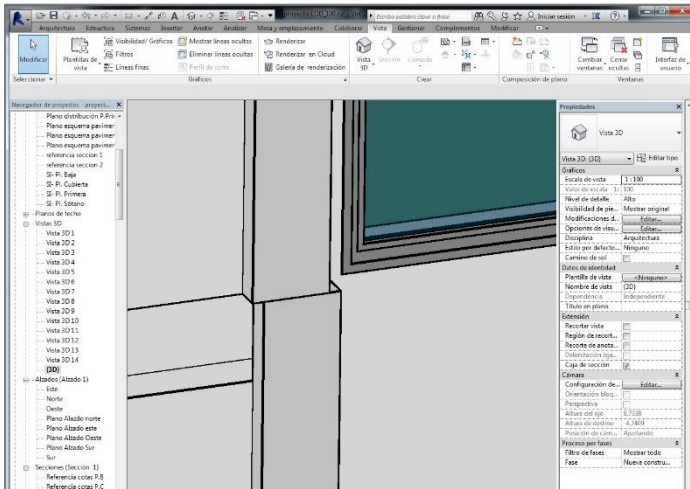 Escriba palabra clave o frase
Iniciar sesión
Arquitectura Estructura Sistemas Insertar Anotar Analizar Masa y emplazamiento Colaborar Vista Gestionar Complementos Modificar
Modificar
Plantillas de vista
Visibilidad/ Gráficos
Filtros
Líneas finas
Mostrar líneas ocultas
Eliminar líneas ocultas
Perfil de corte
Renderizar
Renderizar en Cloud
Galería de renderización
Vista 3D
Sección
Llamada
Cambiar ventanas
Cerrar ocultas
Interfaz de usuario
Seleccionar Gráficos Crear Composición de plano Ventanas
Navegador de proyectos - proyect...
Plano distribución P.Pri
Plano esquema pavimer
Plano esquema pavimer
Plano esquema pavimer
referencia seccion 1
referencia seccion 2
SI- Pl. Baja
SI- Pl. Cubierta
SI- Pl. Primera
SI- Pl. Sótano
Planos de techo
Vistas 3D
Vista 3D 1
Vista 3D 2
Vista 3D 3
Vista 3D 4
Vista 3D 5
Vista 3D 6
Vista 3D 7
Vista 3D 8
Vista 3D 9
Vista 3D 10
Vista 3D 11
Vista 3D 12
Vista 3D 13
Vista 3D 14
{3D}
Alzados (Alzado 1)
Este
Norte
Oeste
Plano Alazdo norte
Plano Alzado este
Plano Alzado Oeste
Plano Alzado Sur
Sur
Secciones (Sección 1)
Referencia cotas P.B
Referencia cotas P.C
Propiedades
Vista 3D
Vista 3D: {3D} Editar tipo
Gráficos
Escala de vista 1 : 100
Valor de escala 1: 100
Nivel de detalle Alto
Visibilidad de pie... Mostrar original
Modificaciones d... Editar...
Opciones de visu... Editar...
Disciplina Arquitectura
Estilo por defecto... Ninguno
Camino de sol
Datos de identidad
Plantilla de vista <Ninguno>
Nombre de vista {3D}
Dependencia Independiente
Título en plano
Extensión
Recortar vista
Región de recort...
Recorte de anota...
Delimitación leja...
Caja de sección
Cámara
Configuración de... Editar...
Orientación bloq...
Perspectiva
Altura del ojo 8.7338
Altura de destino -4.7409
Posición de cám... Ajustando
Proceso por fases
Filtro de fases Mostrar todo
Fase Nueva constru...